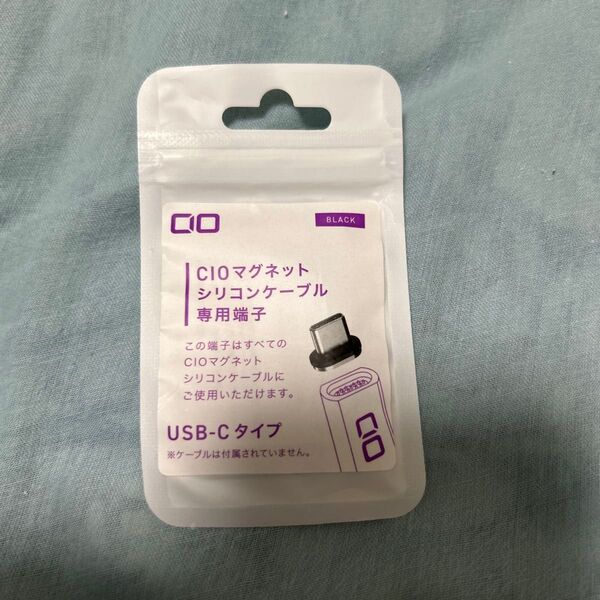 CIO
BLACK
CIOマグネット
シリコンケーブル
専用端子
この端子はすべての
CIOマグネット
シリコンケーブルに
ご使用いただけます。
USB-Cタイプ
※ケーブルは付属されていません。
CIO